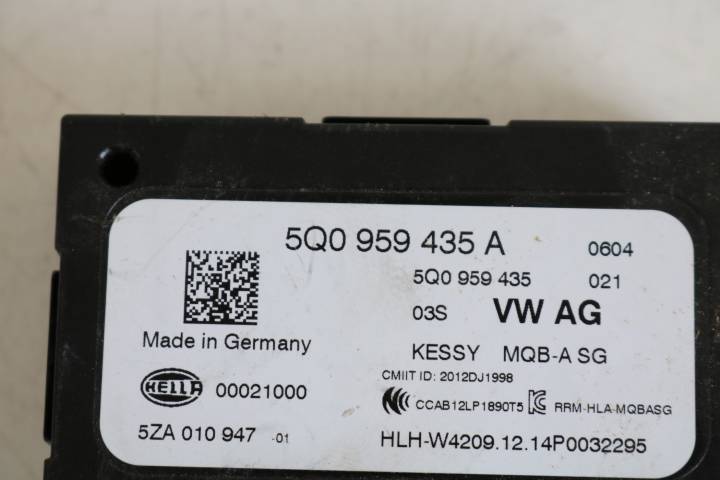 5Q0 959 435 A 0604
5Q0 959 435 021
03S VW AG
Made in Germany
KESSY MQB-A SG
CMIIT ID: 2012DJ1998
HELLA 00021000
CCAB12LP1890T5 RRM-HLA-MQBASG
5ZA 010 947 -01
HLH-W4209.12.14P0032295